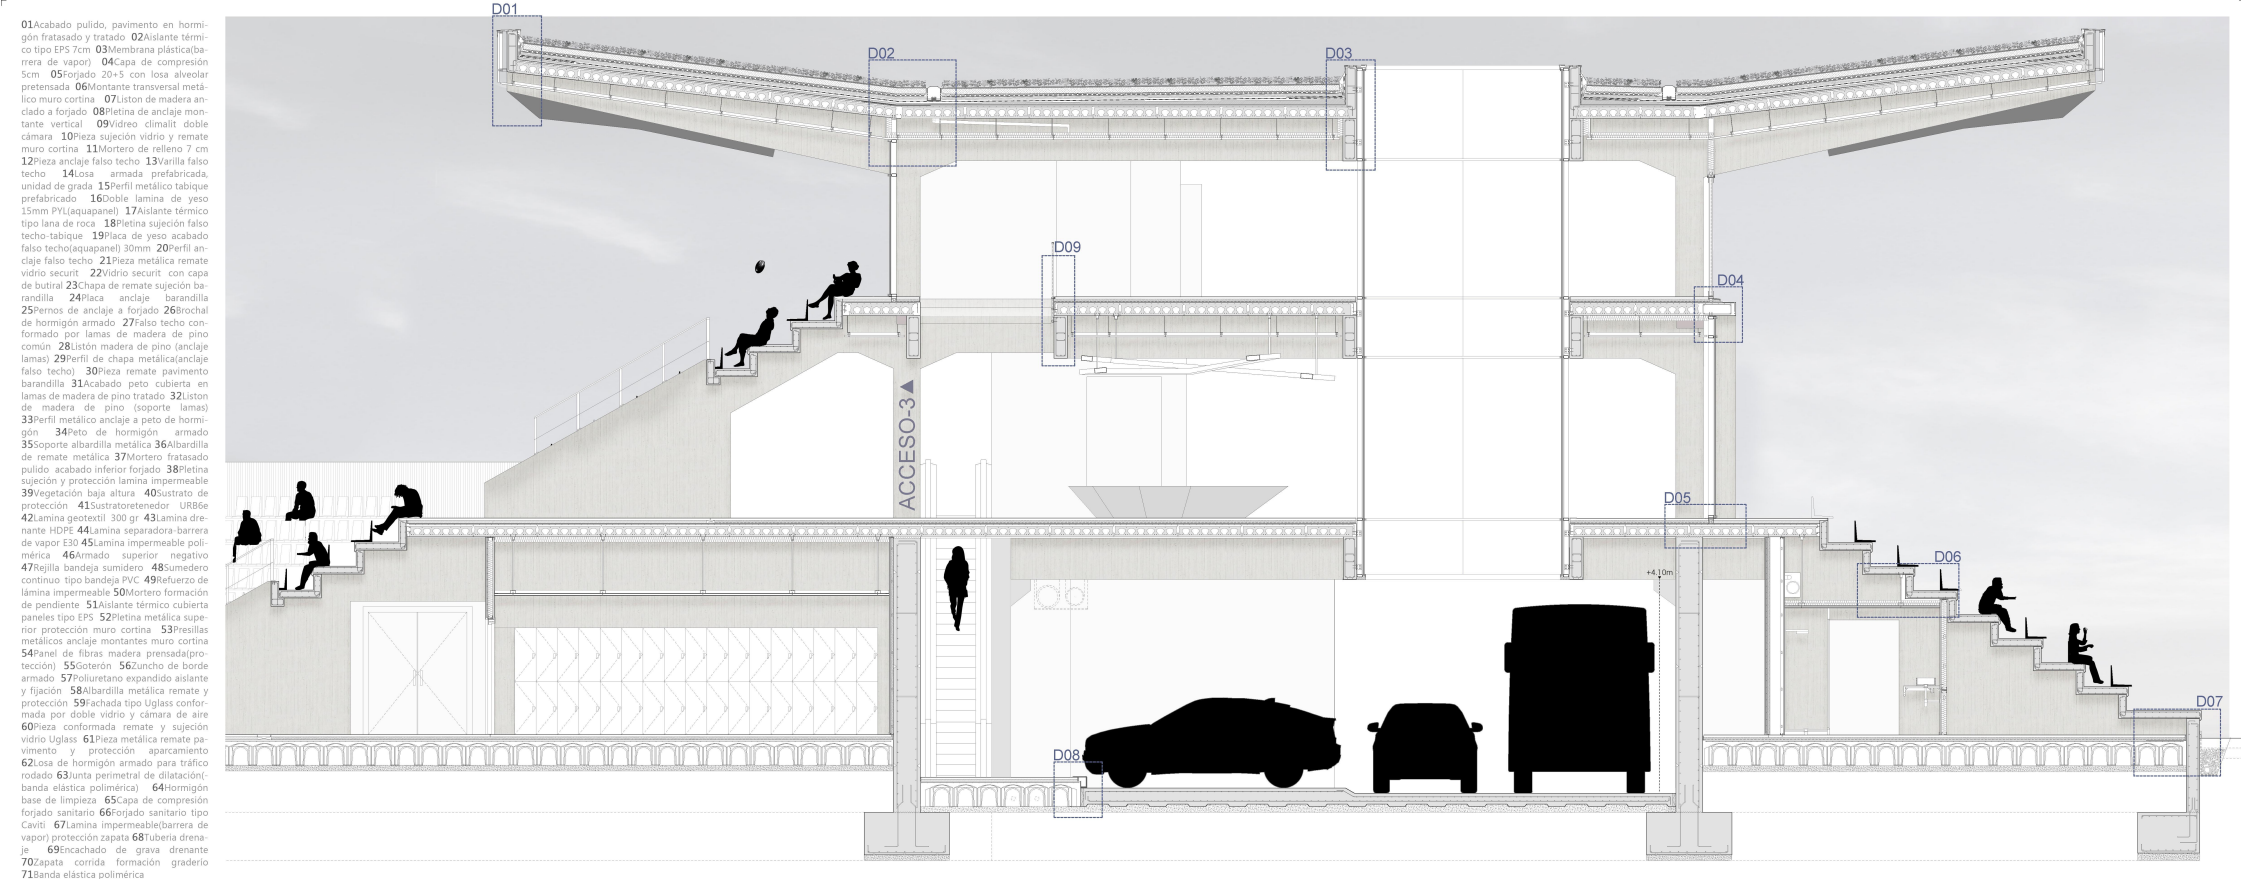 01Acabado pulido, pavimento en hormi-
gón fratasado y tratado 02Aislante térmi-
co tipo EPS 7cm 03Membrana plástica(ba-
rrera de vapor) 04Capa de compresión
5cm 05Forjado 20+5 con losa alveolar
pretensada 06Montante transversal metá-
lico muro cortina 07Liston de madera an-
clado a forjado 08Pletina de anclaje mon-
tante vertical 09Vidreo climalit doble
cámara 10Pieza sujeción vidrio y remate
muro cortina 11Mortero de relleno 7 cm
12Pieza anclaje falso techo 13Varilla falso
techo 14Losa armada prefabricada,
unidad de grada 15Perfil metálico tabique
prefabricado 16Doble lamina de yeso
15mm PYL(aquapanel) 17Aislante térmico
tipo lana de roca 18Pletina sujeción falso
techo-tabique 19Placa de yeso acabado
falso techo(aquapanel) 30mm 20Perfil an-
claje falso techo 21Pieza metálica remate
vidrio securit 22Vidrio securit con capa
de butiral 23Chapa de remate sujeción ba-
randilla 24Placa anclaje barandilla
25Pernos de anclaje a forjado 26Brochal
de hormigón armado 27Falso techo con-
formado por lamas de madera de pino
común 28Listón madera de pino (anclaje
lamas) 29Perfil de chapa metálica(anclaje
falso techo) 30Pieza remate pavimento
barandilla 31Acabado peto cubierta en
lamas de madera de pino tratado 32Liston
de madera de pino (soporte lamas)
33Perfil metálico anclaje a peto de hormi-
gón 34Peto de hormigón armado
35Soporte albardilla metálica 36Albardilla
de remate metálica 37Mortero fratasado
pulido acabado inferior forjado 38Pletina
sujeción y protección lamina impermeable
39Vegetación baja altura 40Sustrato de
protección 41Sustratoretenedor URB6e
42Lamina geotextil 300 gr 43Lamina dre-
nante HDPE 44Lamina separadora-barrera
de vapor E30 45Lamina impermeable poli-
mérica 46Armado superior negativo
47Rejilla bandeja sumidero 48Sumedero
continuo tipo bandeja PVC 49Refuerzo de
lámina impermeable 50Mortero formación
de pendiente 51Aislante térmico cubierta
paneles tipo EPS 52Pletina metálica supe-
rior protección muro cortina 53Presillas
metálicos anclaje montantes muro cortina
54Panel de fibras madera prensada(pro-
tección) 55Goterón 56Zuncho de borde
armado 57Poliuretano expandido aislante
y fijación 58Albardilla metálica remate y
protección 59Fachada tipo Uglass confor-
mada por doble vidrio y cámara de aire
60Pieza conformada remate y sujeción
vidrio Uglass 61Pieza metálica remate pa-
vimento y protección aparcamiento
62Losa de hormigón armado para tráfico
rodado 63Junta perimetral de dilatación(-
banda elástica polimérica) 64Hormigón
base de limpieza 65Capa de compresión
forjado sanitario 66Forjado sanitario tipo
Caviti 67Lamina impermeable(barrera de
vapor) protección zapata 68Tuberia drena-
je 69Encachado de grava drenante
70Zapata corrida formación graderio
71Banda elástica polimérica
D01
D02
D03
D09
D04
ACCESO-3▲
D05
D06
+4.10m
D07
D08